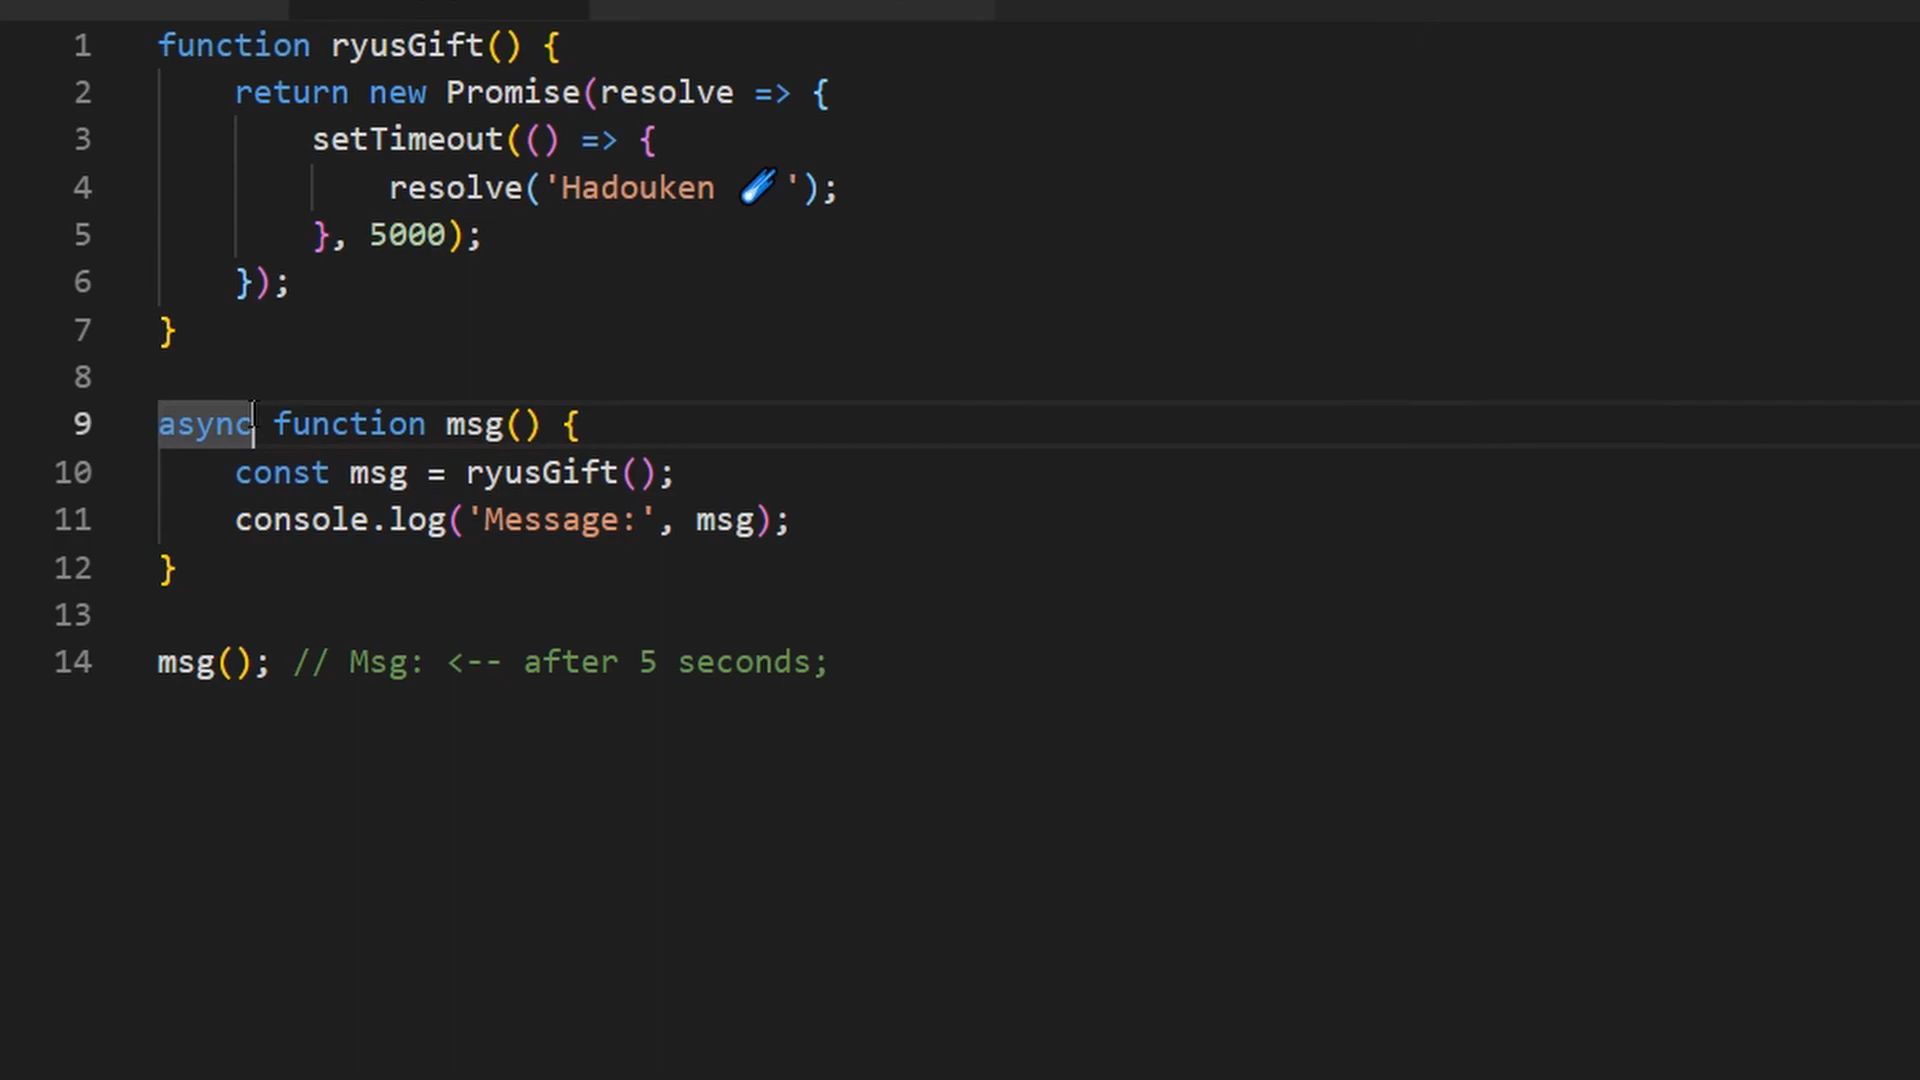 1 function ryusGift() {
2 return new Promise(resolve => {
3 setTimeout(() => {
4 resolve('Hadouken ☄️');
5 }, 5000);
6 });
7 }
8
9 async function msg() {
10 const msg = ryusGift();
11 console.log('Message:', msg);
12 }
13
14 msg(); // Msg: <-- after 5 seconds;